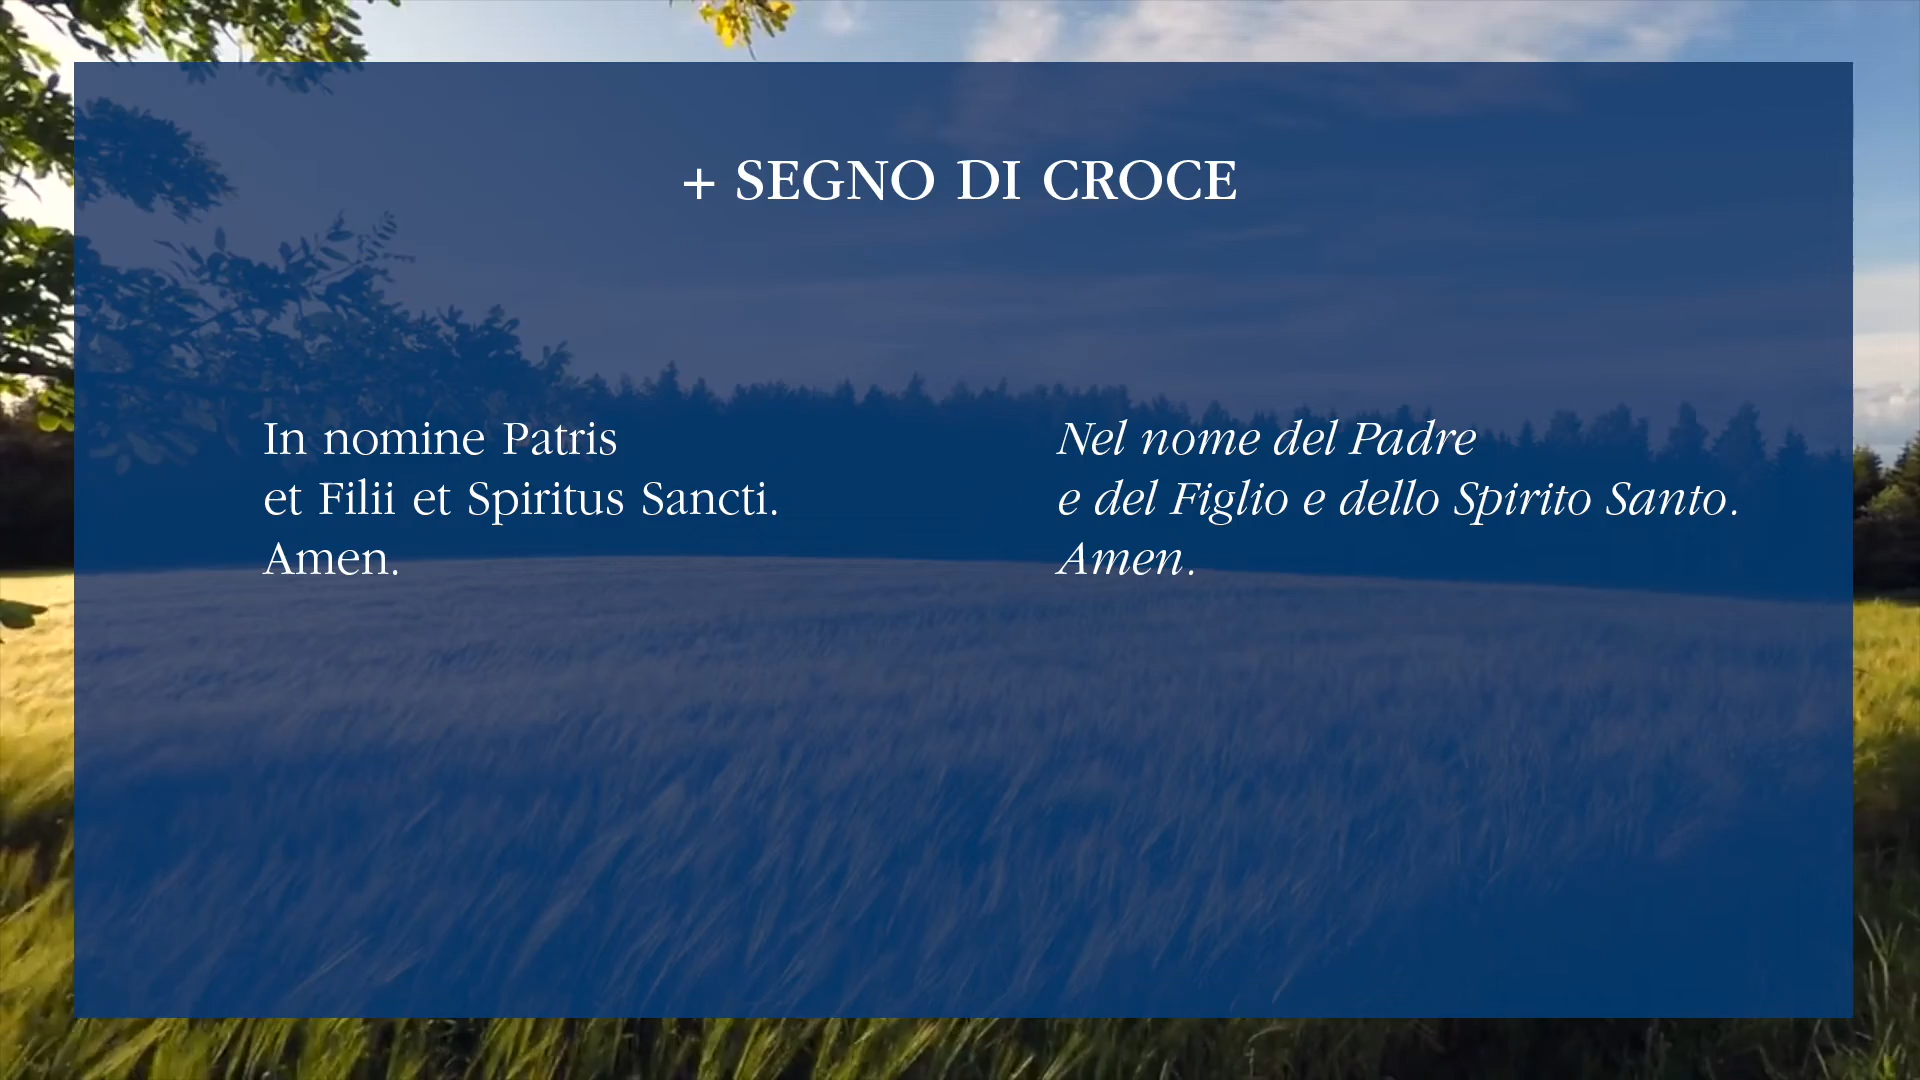 + SEGNO DI CROCE
In nomine Patris
et Filii et Spiritus Sancti.
Amen.
Nel nome del Padre
e del Figlio e dello Spirito Santo.
Amen.